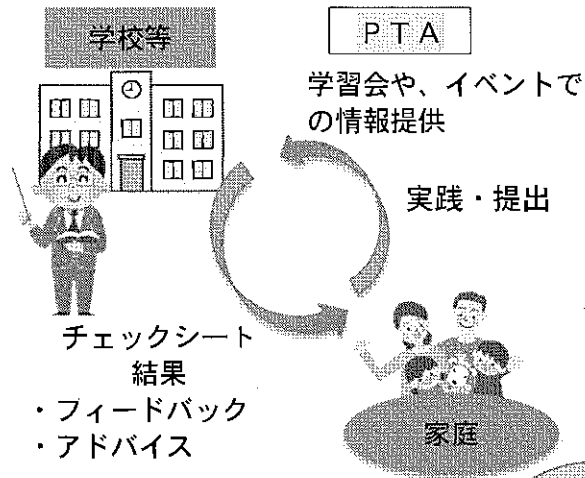 学校等
ＰＴＡ
学習会や、イベントで
の情報提供
実践・提出
チェックシート
結果
・フィードバック
・アドバイス
家庭